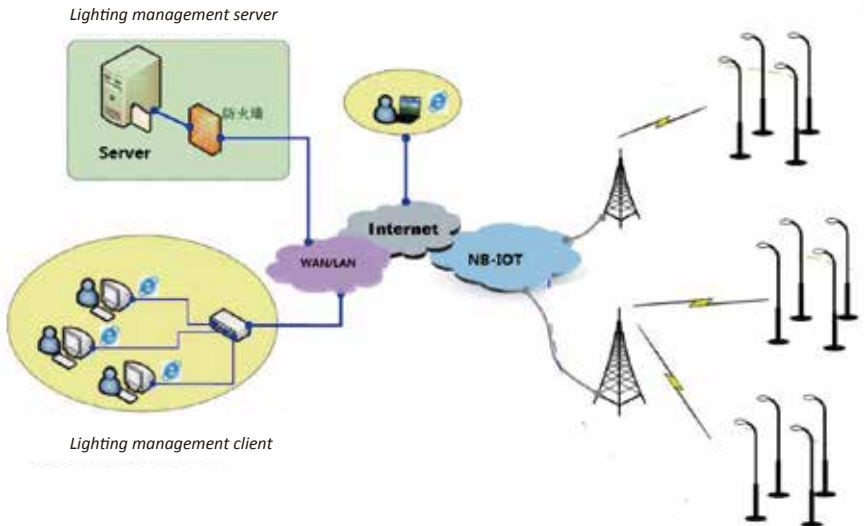 Lighting management server
防火墙
Server
Internet
WAN/LAN
NB-IOT
Lighting management client